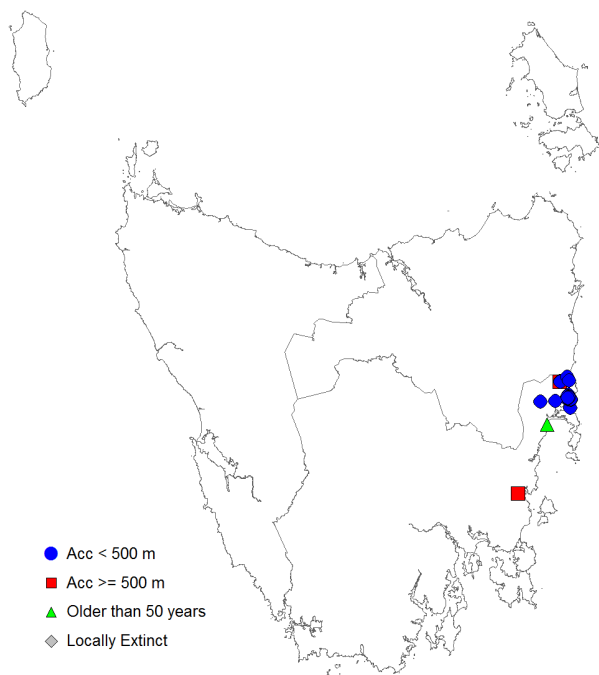 Acc < 500 m
Acc >= 500 m
Older than 50 years
Locally Extinct